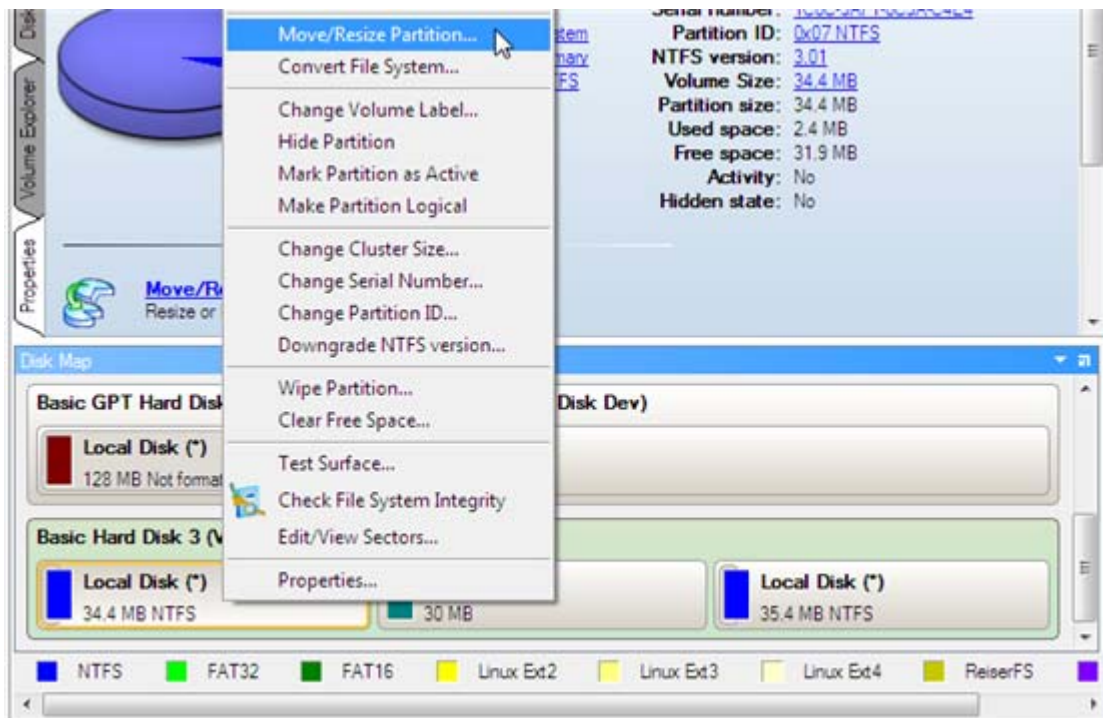 Disk
Volume Explorer
Properties
Serial number:
Partition ID: 0x07 NTFS
NTFS version: 3.01
Volume Size: 34.4 MB
Partition size: 34.4 MB
Used space: 2.4 MB
Free space: 31.9 MB
Activity: No
Hidden state: No
Move/Resize Partition...
Convert File System...
Change Volume Label...
Hide Partition
Mark Partition as Active
Make Partition Logical
Change Cluster Size...
Change Serial Number...
Change Partition ID...
Downgrade NTFS version...
Wipe Partition...
Clear Free Space...
Test Surface...
Check File System Integrity
Edit/View Sectors...
Properties...
Move/Re
Resize or
Disk Map
Basic GPT Hard Disk Disk Dev)
Local Disk (*)
128 MB Not format
Basic Hard Disk 3 (V
Local Disk (*)
34.4 MB NTFS
30 MB
Local Disk (*)
35.4 MB NTFS
NTFS FAT32 FAT16 Linux Ext2 Linux Ext3 Linux Ext4 ReiserFS